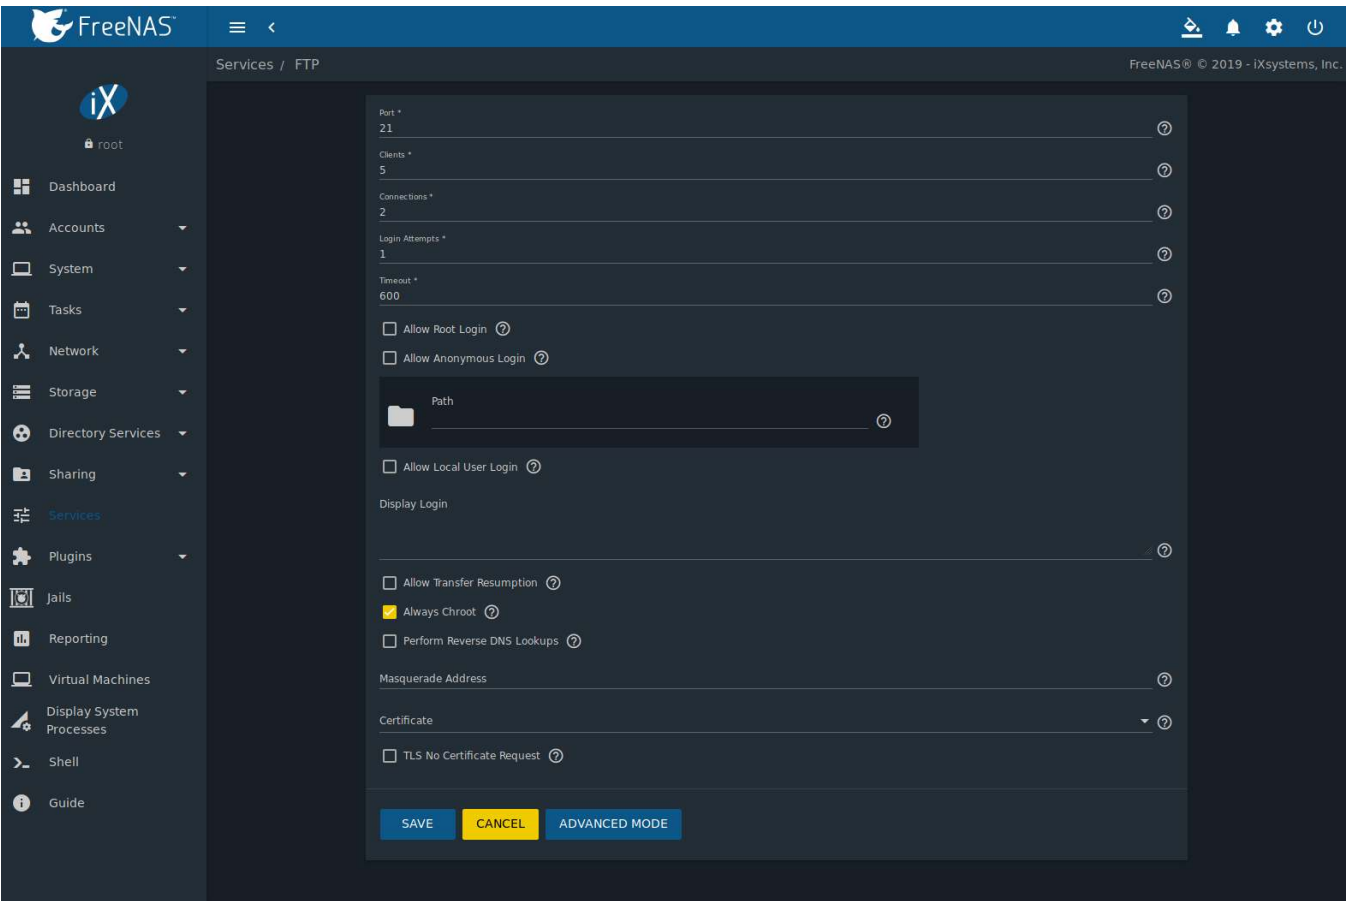 FreeNAS™
Services / FTP
FreeNAS® © 2019 - iXsystems, Inc.
iX
root
Dashboard
Accounts
System
Tasks
Network
Storage
Directory Services
Sharing
Services
Plugins
Jails
Reporting
Virtual Machines
Display System
Processes
Shell
Guide
Port *
21
Clients *
5
Connections *
2
Login Attempts *
1
Timeout *
600
Allow Root Login
Allow Anonymous Login
Path
Allow Local User Login
Display Login
Allow Transfer Resumption
Always Chroot
Perform Reverse DNS Lookups
Masquerade Address
Certificate
TLS No Certificate Request
SAVE
CANCEL
ADVANCED MODE